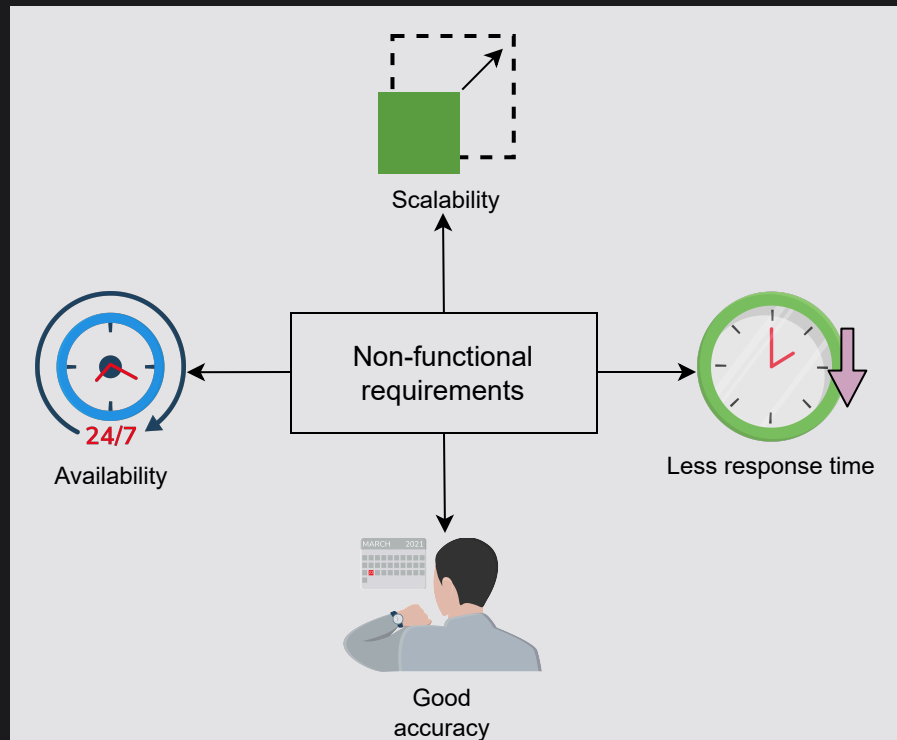 Scalability
Non-functional
requirements
24/7
Availability
Less response time
MARCH 2021
Good
accuracy